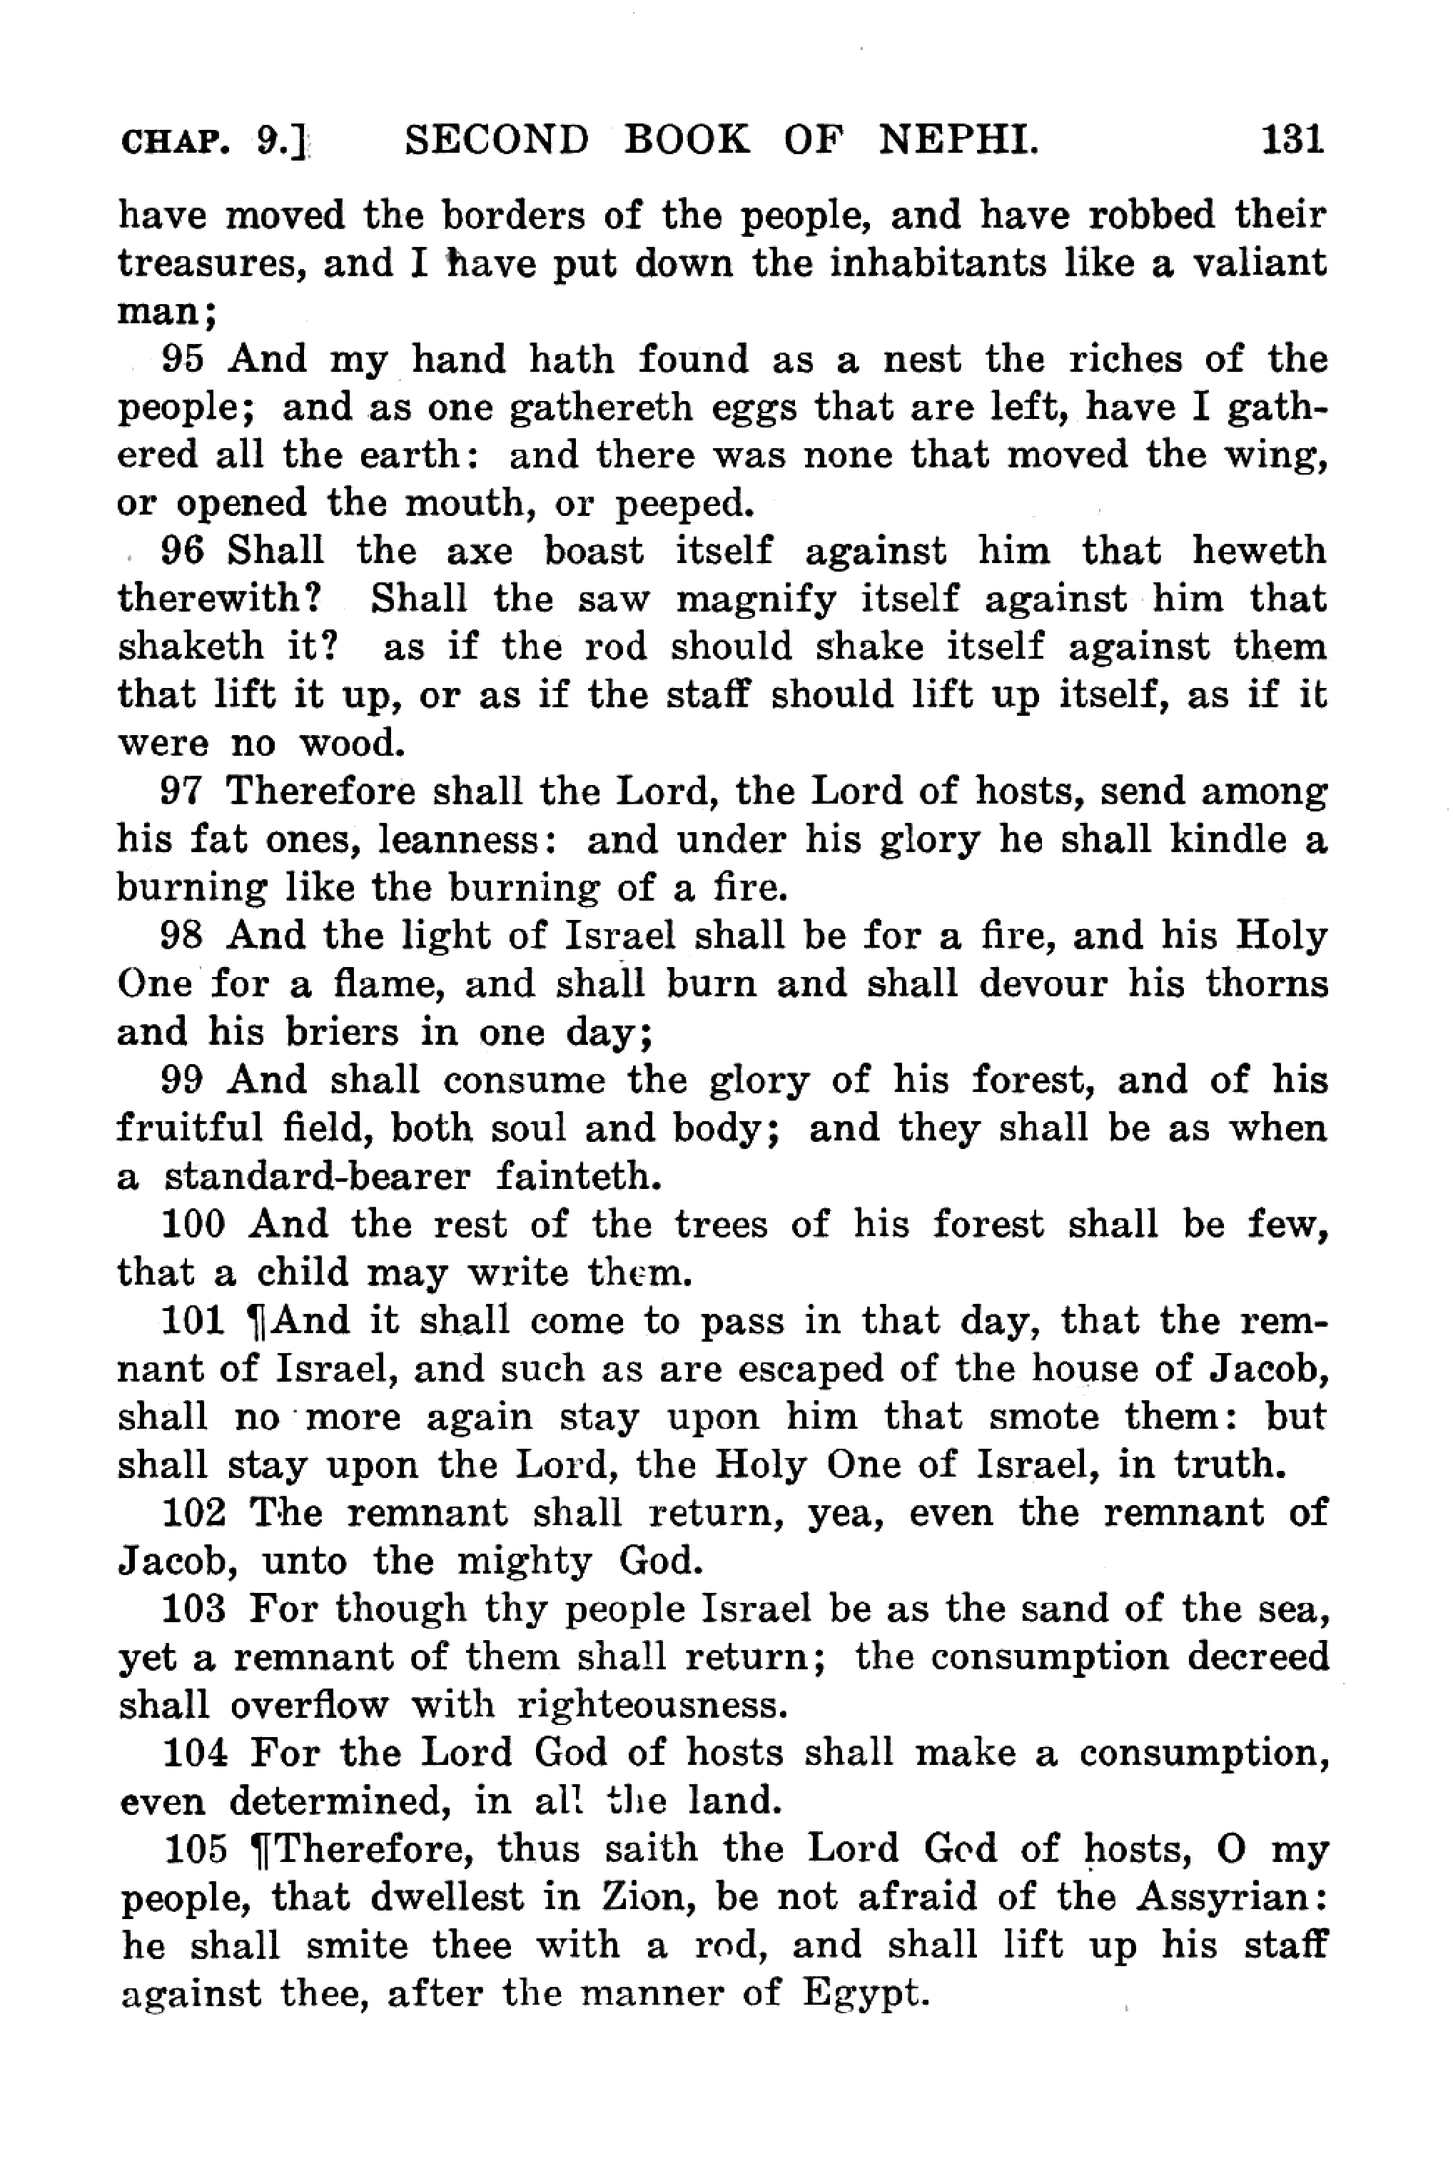 CHAP. 9.] SECOND BOOK OF NEPHI. 131
have moved the borders of the people, and have robbed their
treasures, and I have put down the inhabitants like a valiant
man;
95 And my hand hath found as a nest the riches of the
people; and as one gathereth eggs that are left, have I gath-
ered all the earth: and there was none that moved the wing,
or opened the mouth, or peeped.
96 Shall the axe boast itself against him that heweth
therewith? Shall the saw magnify itself against him that
shaketh it? as if the rod should shake itself against them
that lift it up, or as if the staff should lift up itself, as if it
were no wood.
97 Therefore shall the Lord, the Lord of hosts, send among
his fat ones, leanness: and under his glory he shall kindle a
burning like the burning of a fire.
98 And the light of Israel shall be for a fire, and his Holy
One for a flame, and shall burn and shall devour his thorns
and his briers in one day;
99 And shall consume the glory of his forest, and of his
fruitful field, both soul and body; and they shall be as when
a standard-bearer fainteth.
100 And the rest of the trees of his forest shall be few,
that a child may write them.
101 ¶And it shall come to pass in that day, that the rem-
nant of Israel, and such as are escaped of the house of Jacob,
shall no more again stay upon him that smote them: but
shall stay upon the Lord, the Holy One of Israel, in truth.
102 The remnant shall return, yea, even the remnant of
Jacob, unto the mighty God.
103 For though thy people Israel be as the sand of the sea,
yet a remnant of them shall return; the consumption decreed
shall overflow with righteousness.
104 For the Lord God of hosts shall make a consumption,
even determined, in all the land.
105 ¶Therefore, thus saith the Lord God of hosts, O my
people, that dwellest in Zion, be not afraid of the Assyrian:
he shall smite thee with a rod, and shall lift up his staff
against thee, after the manner of Egypt.